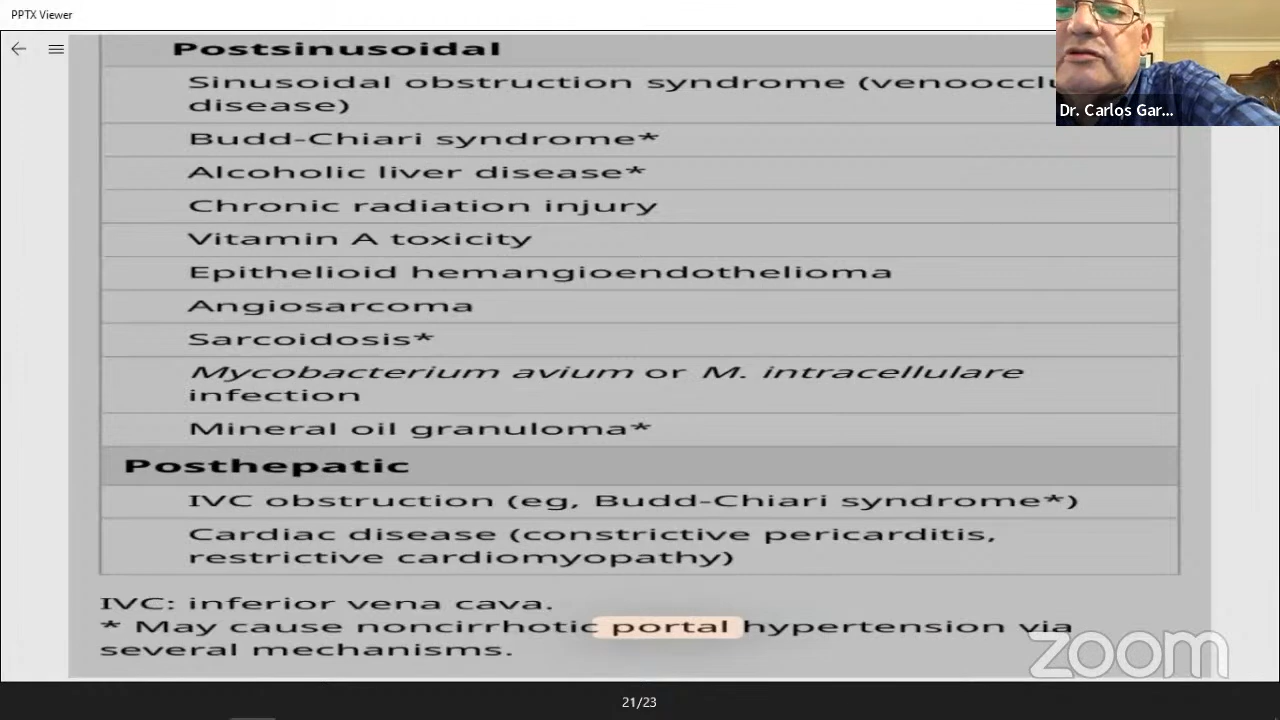 PPTX Viewer
Postsinusoidal
Sinusoidal obstruction syndrome
disease)
Budd-Chiari syndrome*
Alcoholic liver disease*
Chronic radiation injury
Vitamin A toxicity
Epithelioid hemangioendothelioma
Angiosarcoma
Sarcoidosis*
Mycobacterium avium or M. intracellulare
infection
Mineral oil granuloma*
Posthepatic
IVC obstruction (eg, Budd-Chiari syndrome*)
Cardiac disease (constrictive pericarditis,
restrictive cardiomyopathy)
IVC: inferior vena cava.
* May cause noncirrhotic portal hypertension via
several mechanisms.
Dr. Carlos Gar...
zoom
21/23